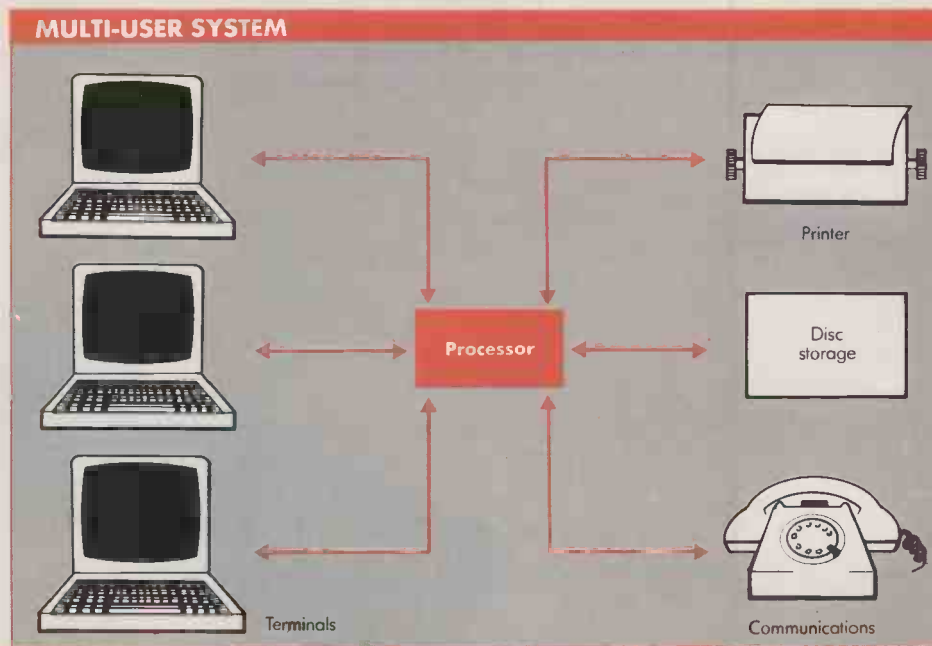 MULTI-USER SYSTEM
Printer
Processor
Disc
storage
Terminals
Communications